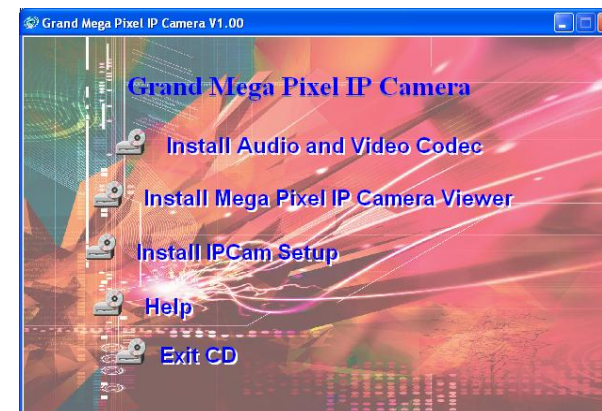 Grand Mega Pixel IP Camera V1.00
Grand Mega Pixel IP Camera
Install Audio and Video Codec
Install Mega Pixel IP Camera Viewer
Install IPCam Setup
Help
Exit CD